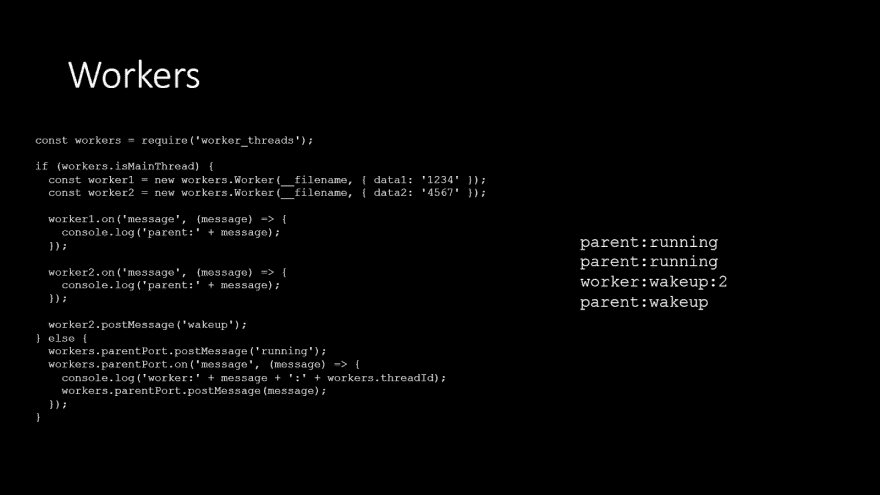 Workers
const workers = require('worker_threads');
if (workers.isMainThread) {
const worker1 = new workers.Worker(__filename, { data1: '1234' });
const worker2 = new workers.Worker(__filename, { data2: '4567' });
worker1.on('message', (message) => {
console.log('parent:' + message);
});
worker2.on('message', (message) => {
console.log('parent:' + message);
});
worker2.postMessage('wakeup');
} else {
workers.parentPort.postMessage('running');
workers.parentPort.on('message', (message) => {
console.log('worker:' + message + ':' + workers.threadId);
workers.parentPort.postMessage(message);
});
}
parent:running
parent:running
worker:wakeup:2
parent:wakeup